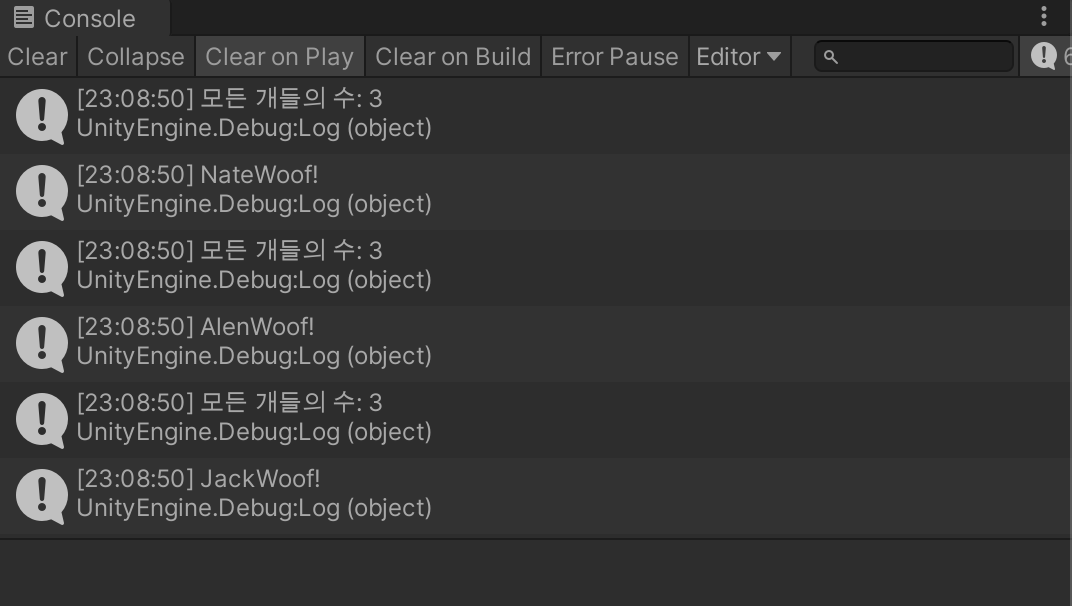 Console
Clear Collapse Clear on Play Clear on Build Error Pause Editor 6
[23:08:50] 모든 개들의 수: 3
UnityEngine.Debug:Log (object)
[23:08:50] NateWoof!
UnityEngine.Debug:Log (object)
[23:08:50] 모든 개들의 수: 3
UnityEngine.Debug:Log (object)
[23:08:50] AlenWoof!
UnityEngine.Debug:Log (object)
[23:08:50] 모든 개들의 수: 3
UnityEngine.Debug:Log (object)
[23:08:50] JackWoof!
UnityEngine.Debug:Log (object)